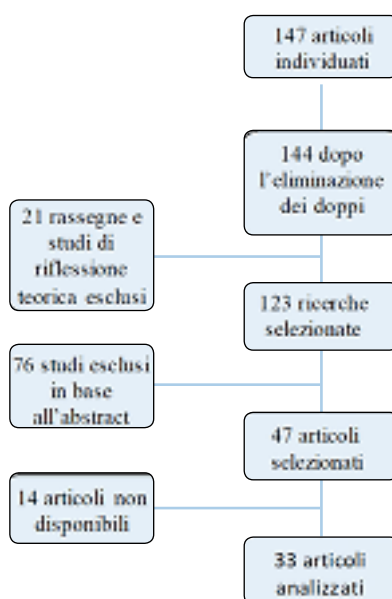 147 articoli
individuati
144 dopo
l'eliminazione
dei doppi
21 rassegne e
studi di
riflessione
teorica esclusi
123 ricerche
selezionate
76 studi esclusi
in base
all'abstract
47 articoli
selezionati
14 articoli non
disponibili
33 articoli
analizzati